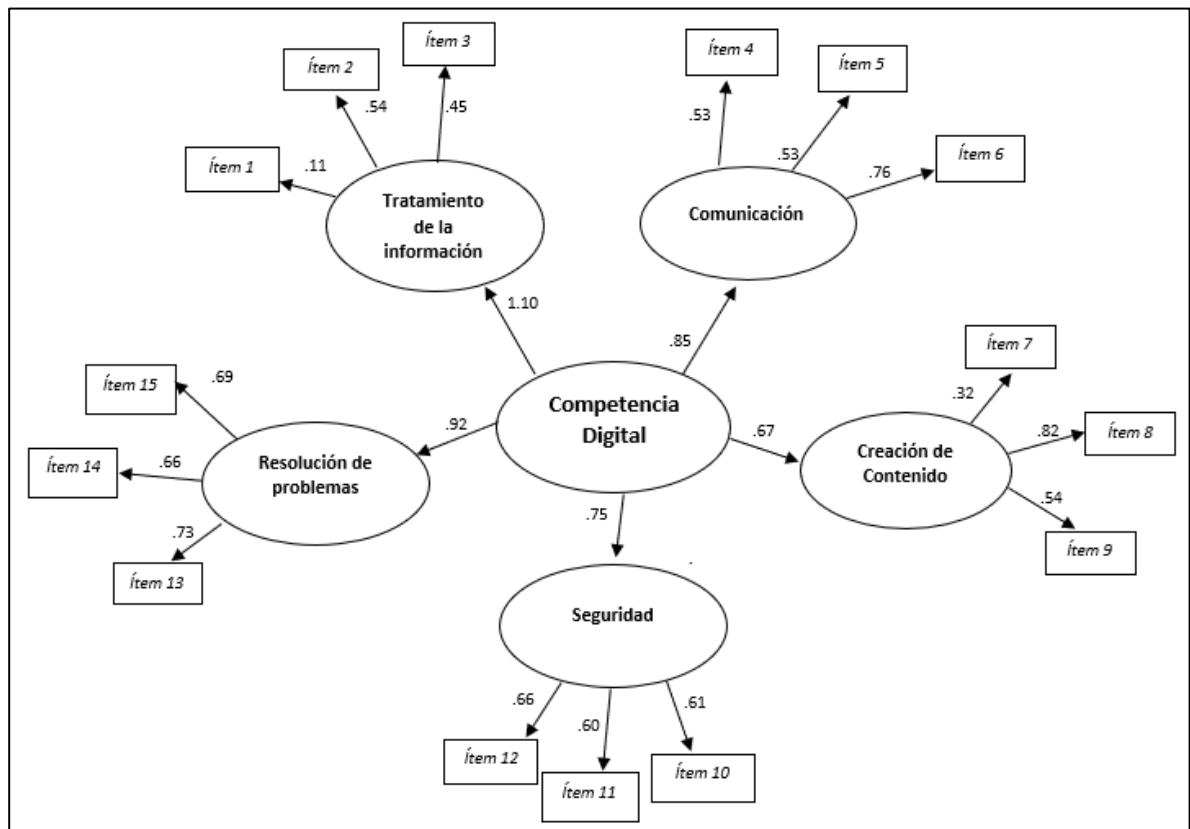 Ítem 3
Ítem 4
Ítem 2
Ítem 5
.54
.45
.53
Ítem 1
.11
.53
.76
Ítem 6
Tratamiento
de la
información
Comunicación
1.10
.85
Ítem 7
Ítem 15
.69
.32
Ítem 8
.82
Competencia
Digital
.92
.67
Ítem 14
.66
Resolución de
problemas
Creación de
Contenido
.54
.73
.75
Ítem 9
Ítem 13
.
Seguridad
.66
.60
.61
Ítem 12
Ítem 11
Ítem 10